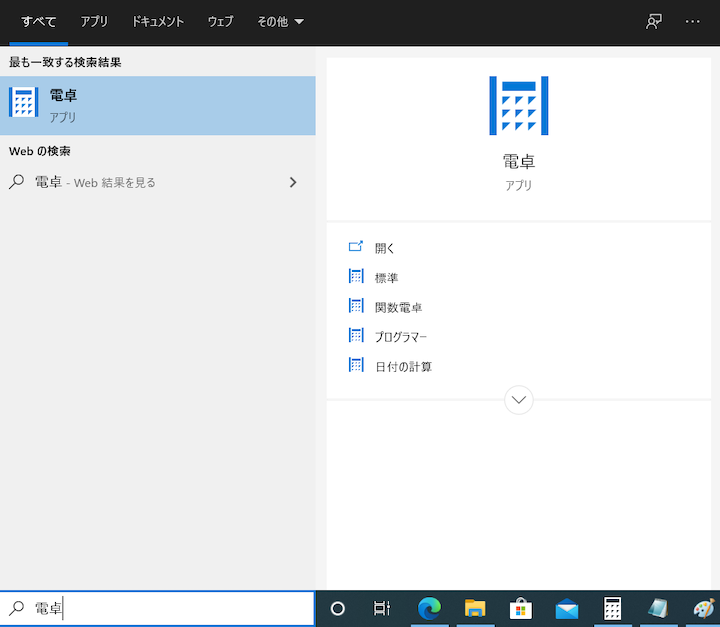 すべて アプリ ドキュメント ウェブ その他
最も一致する検索結果
電卓
アプリ
Web の検索
電卓 - Web 結果を見る
電卓
アプリ
開く
標準
関数電卓
プログラマー
日付の計算
電卓